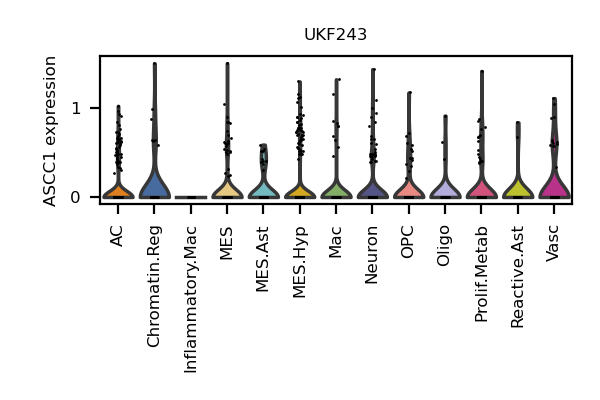 UKF243
ASCC1 expression
1
0
AC
Chromatin.Reg
Inflammatory.Mac
MES
MES.Ast
MES.Hyp
Mac
Neuron
OPC
Oligo
Prolif.Metab
Reactive.Ast
Vasc